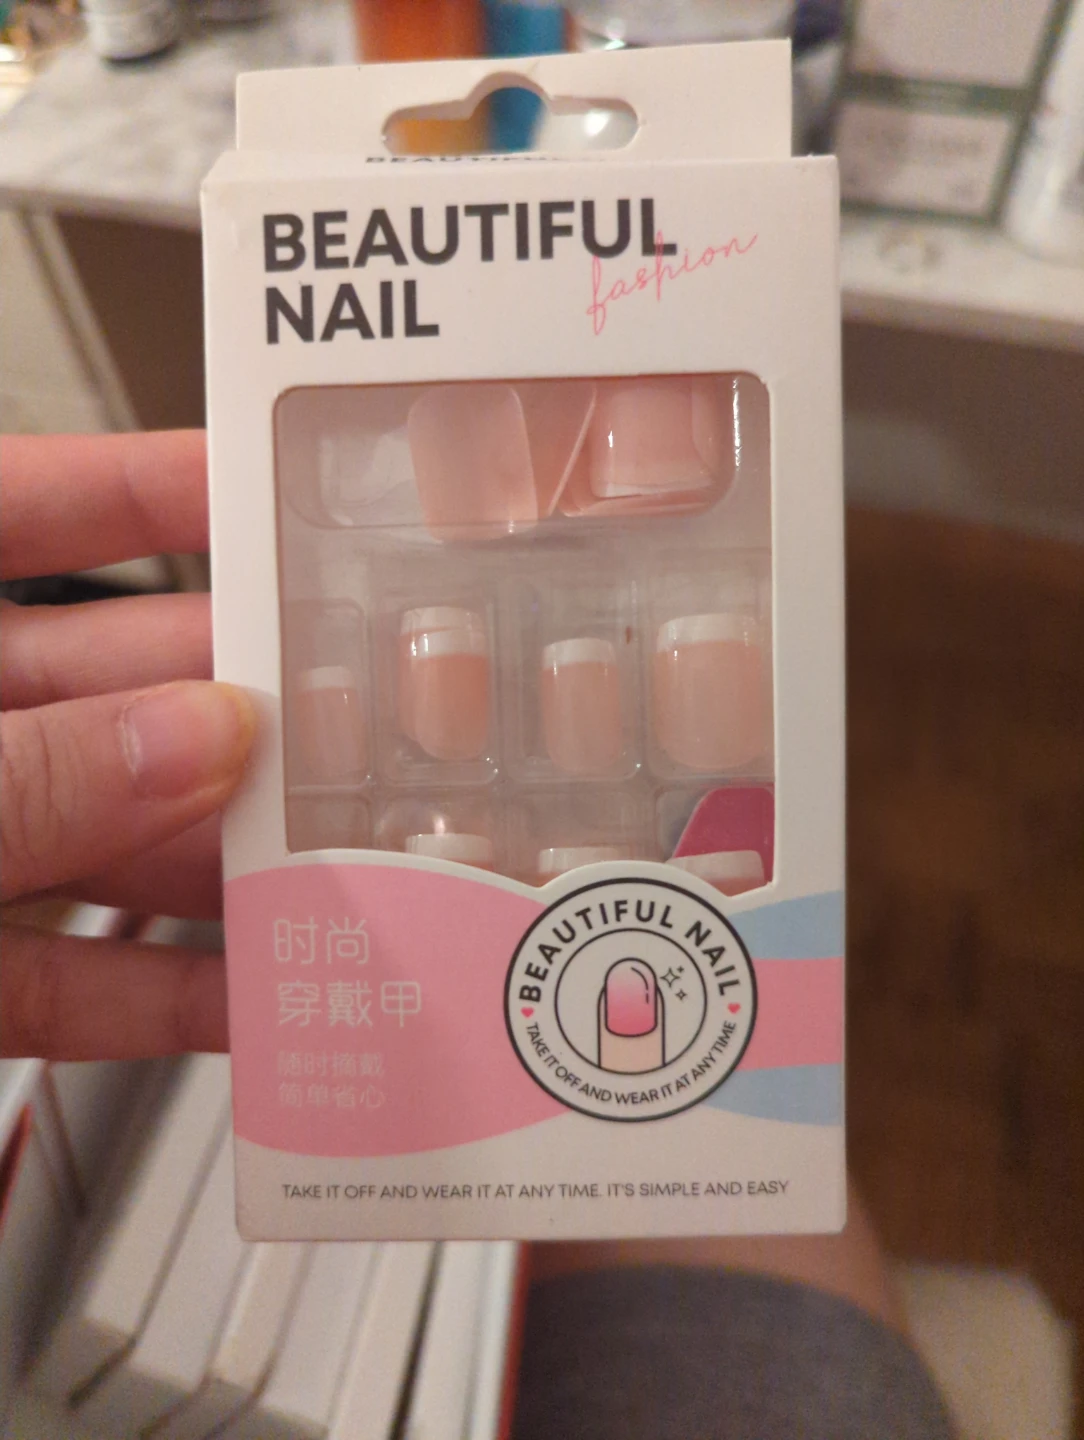 BEAUTIFUL
NAIL
fashion
时尚
穿戴甲
随时摘戴
简单省心
BEAUTIFUL NAIL
TAKE IT OFF AND WEAR IT AT ANY TIME
TAKE IT OFF AND WEAR IT AT ANY TIME. IT'S SIMPLE AND EASY